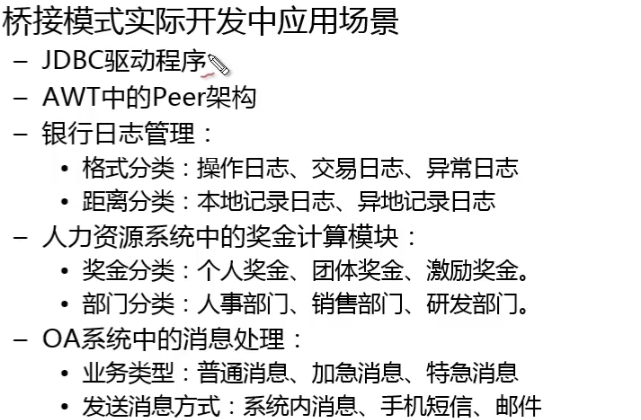 桥接模式实际开发中应用场景
– JDBC驱动程序
– AWT中的Peer架构
– 银行日志管理：
• 格式分类：操作日志、交易日志、异常日志
• 距离分类：本地记录日志、异地记录日志
– 人力资源系统中的奖金计算模块：
• 奖金分类：个人奖金、团体奖金、激励奖金。
• 部门分类：人事部门、销售部门、研发部门。
– OA系统中的消息处理：
• 业务类型：普通消息、加急消息、特急消息
• 发送消息方式：系统内消息、手机短信、邮件